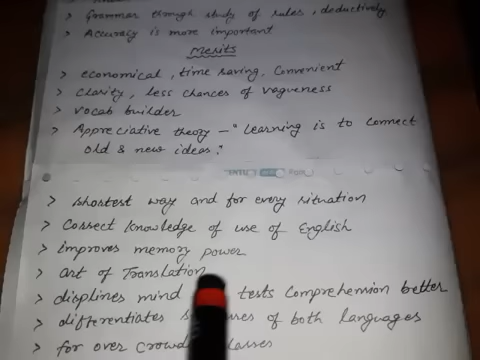 > Grammar through study of rules, deductively
> Accuracy is more important
Merits
> economical, time saving, Convenient
> Clarity, less chances of vagueness
> Vocab builder
> Appreciative theory - "Learning is to connect
old & new ideas."
> Shortest way and for every situation
> Correct knowledge of use of English
> improves memory power
> art of Translation
> displines mind tests Comprehension better
> differentiates of both languages
> for over